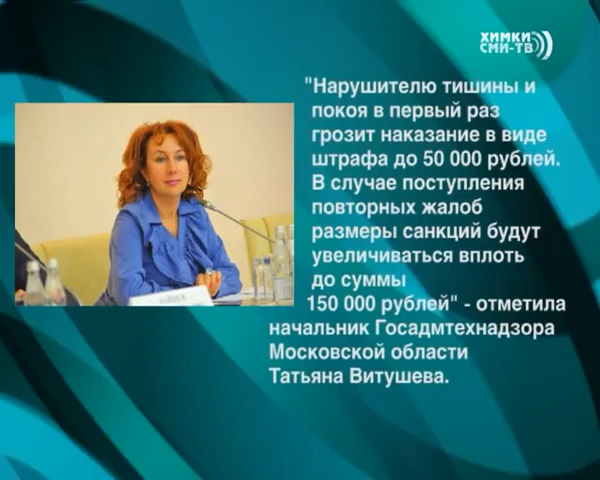 ХИМКИ
СМИ-ТВ
"Нарушителю тишины и
покоя в первый раз
грозит наказание в виде
штрафа до 50 000 рублей.
В случае поступления
повторных жалоб
размеры санкций будут
увеличиваться вплоть
до суммы
150 000 рублей" - отметила
начальник Госадмтехнадзора
Московской области
Татьяна Витушева.